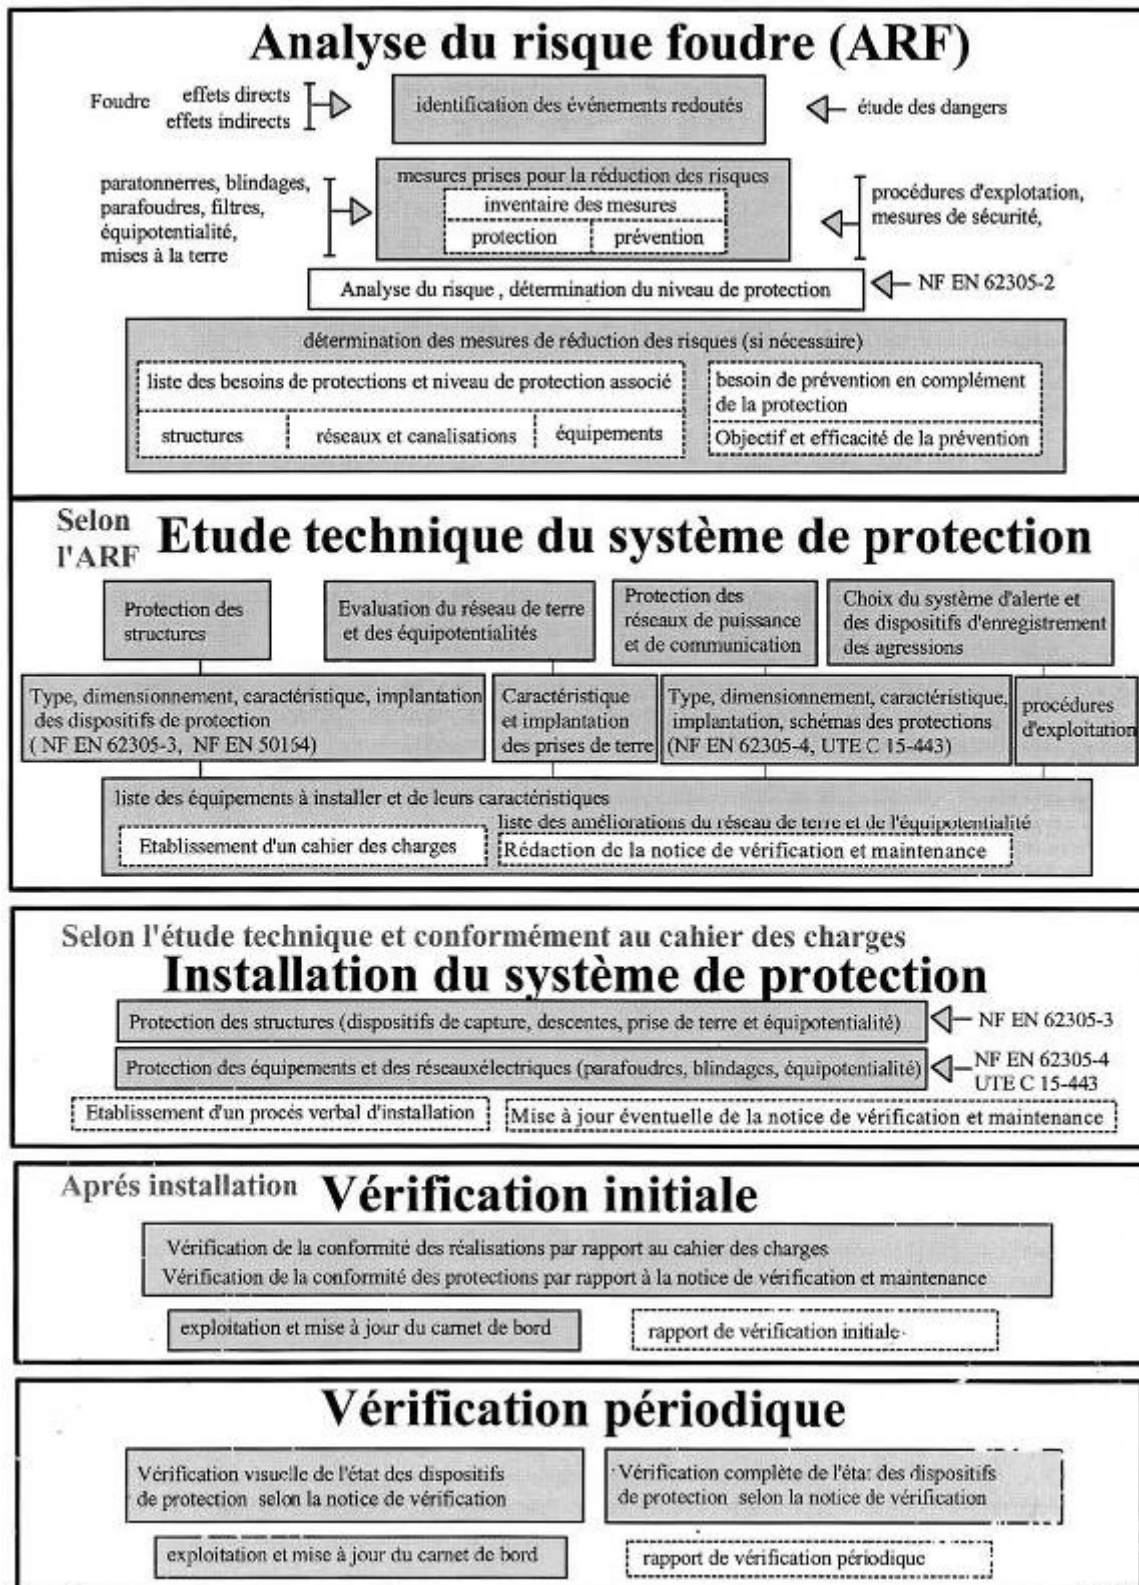 Analyse du risque foudre (ARF)
Foudre
effets directs
effets indirects
identification des événements redoutés
étude des dangers
paratonnerres, blindages,
parafoudres, filtres,
équipotentialité,
mises à la terre
mesures prises pour la réduction des risques
inventaire des mesures
protection
prévention
procédures d'explotation,
mesures de sécurité,
Analyse du risque , détermination du niveau de protection
NF EN 62305-2
détermination des mesures de réduction des risques (si nécessaire)
liste des besoins de protections et niveau de protection associé
structures
réseaux et canalisations
équipements
besoin de prévention en complément
de la protection
Objectif et efficacité de la prévention
Selon
l'ARF
Etude technique du système de protection
Protection des
structures
Evaluation du réseau de terre
et des équipotentialités
Protection des
réseaux de puissance
et de communication
Choix du système d'alerte et
des dispositifs d'enregistrement
des agressions
Type, dimensionnement, caractéristique, implantation
des dispositifs de protection
( NF EN 62305-3, NF EN 50164)
Caractéristique
et implantation
des prises de terre
Type, dimensionnement, caractéristique,
implantation, schémas des protections
(NF EN 62305-4, UTE C 15-443)
procédures
d'exploitation
liste des équipements à installer et de leurs caractéristiques
liste des améliorations du réseau de terre et de l'équipotentialité
Etablissement d'un cahier des charges
Rédaction de la notice de vérification et maintenance
Selon l'étude technique et conformément au cahier des charges
Installation du système de protection
Protection des structures (dispositifs de capture, descentes, prise de terre et équipotentialité)
NF EN 62305-3
Protection des équipements et des réseauxélectriques (parafoudres, blindages, équipotentialité)
NF EN 62305-4
UTE C 15-443
Etablissement d'un procés verbal d'installation
Mise à jour éventuelle de la notice de vérification et maintenance
Aprés installation
Vérification initiale
Vérification de la conformité des réalisations par rapport au cahier des charges
Vérification de la conformité des protections par rapport à la notice de vérification et maintenance
exploitation et mise à jour du carnet de bord
rapport de vérification initiale
Vérification périodique
Vérification visuelle de l'état des dispositifs
de protection selon la notice de vérification
Vérification complète de l'état des dispositifs
de protection selon la notice de vérification
exploitation et mise à jour du carnet de bord
rapport de vérification périodique